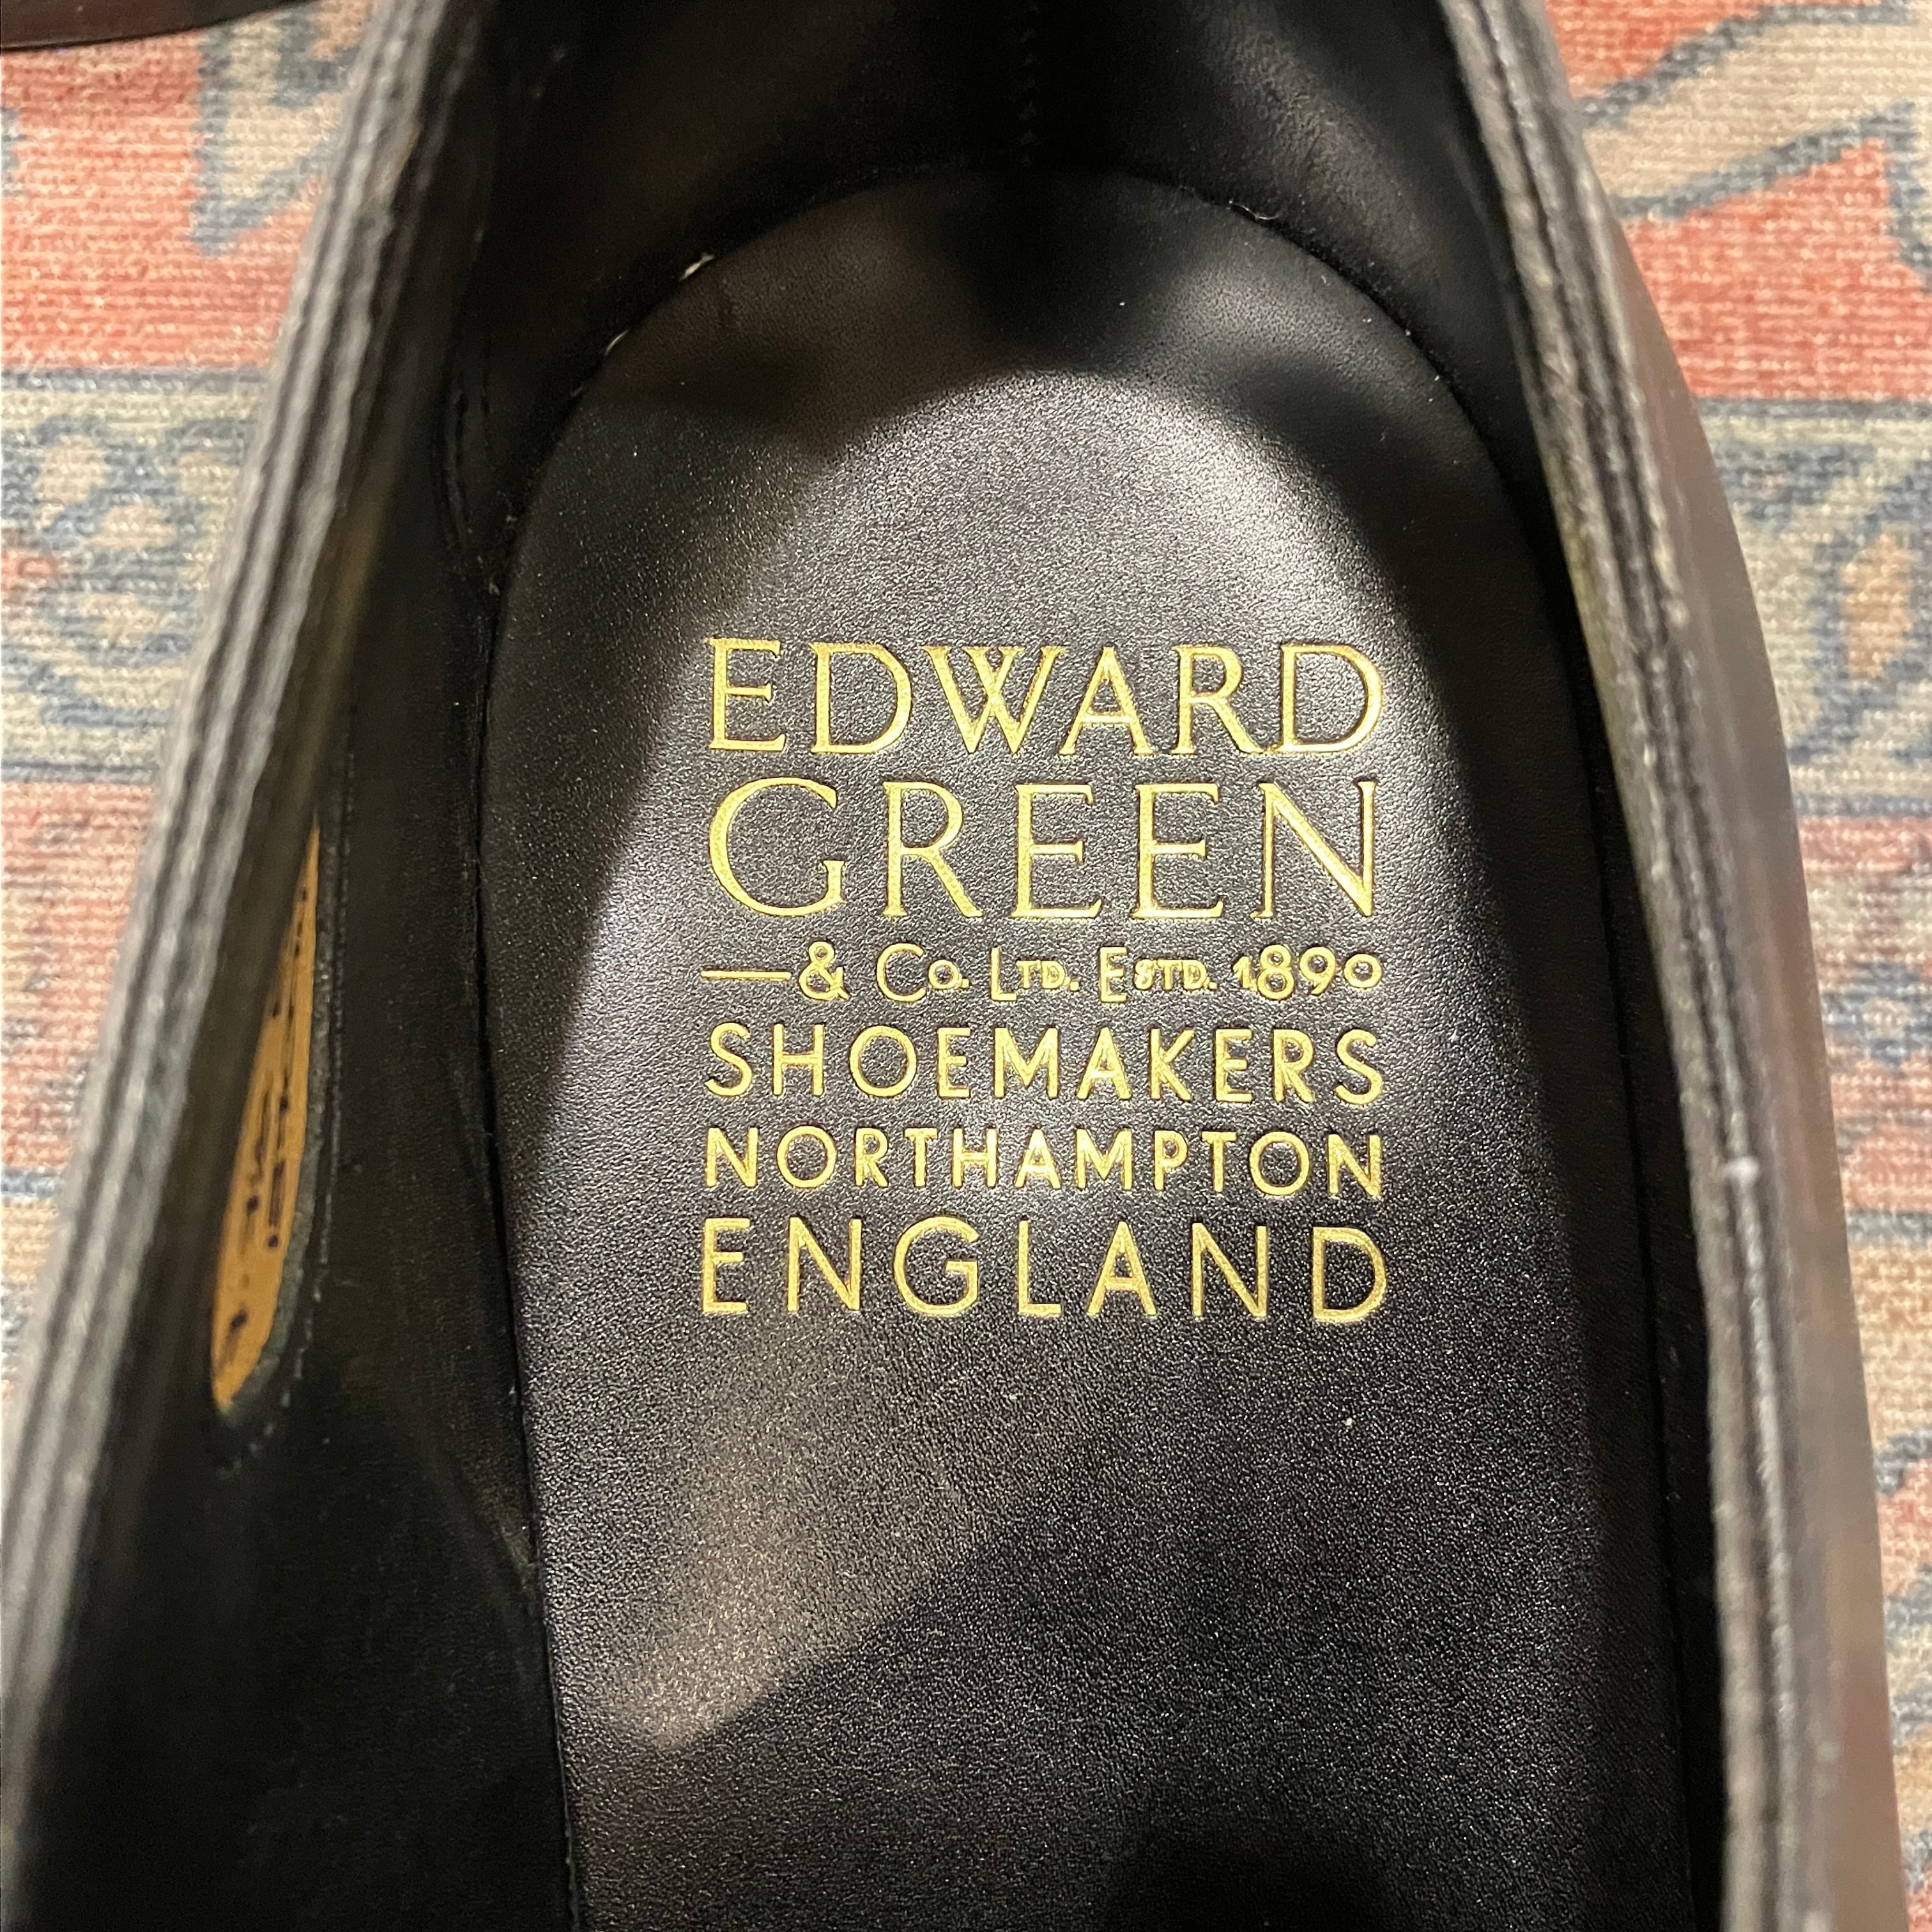 EDWARD
GREEN
—& Co. LTD. ESTD. 1890
SHOEMAKERS
NORTHAMPTON
ENGLAND